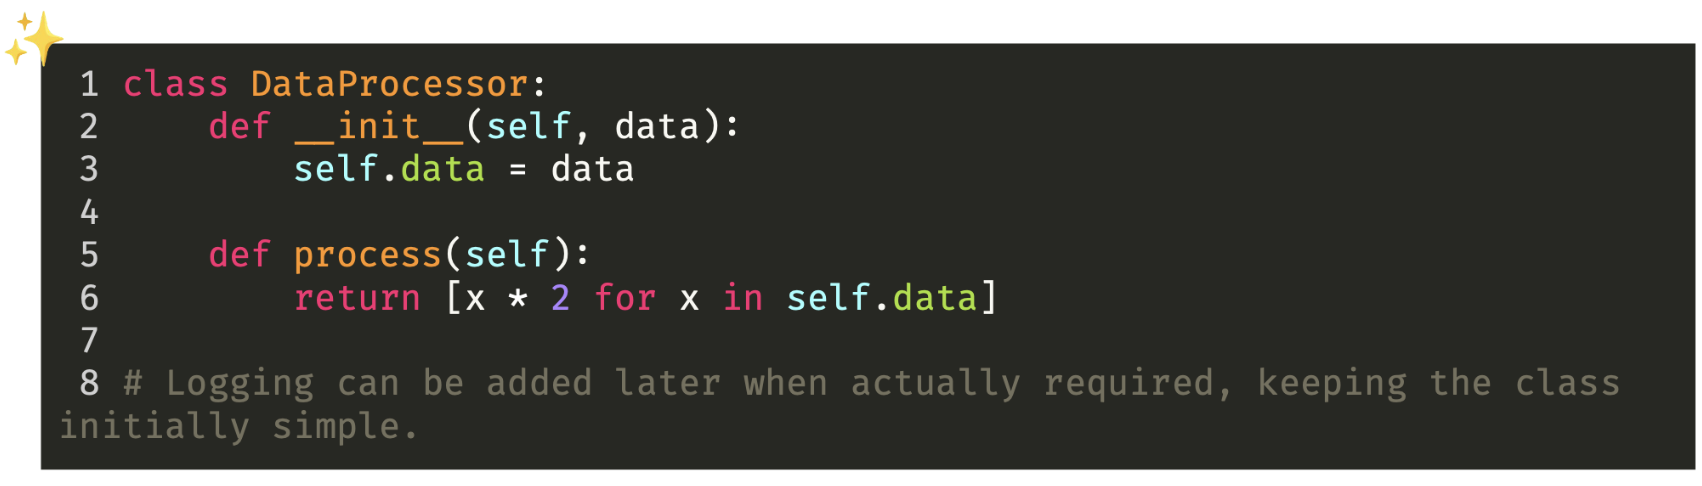 1 class DataProcessor:
2     def __init__(self, data):
3         self.data = data
4
5     def process(self):
6         return [x * 2 for x in self.data]
7
8 # Logging can be added later when actually required, keeping the class
initially simple.